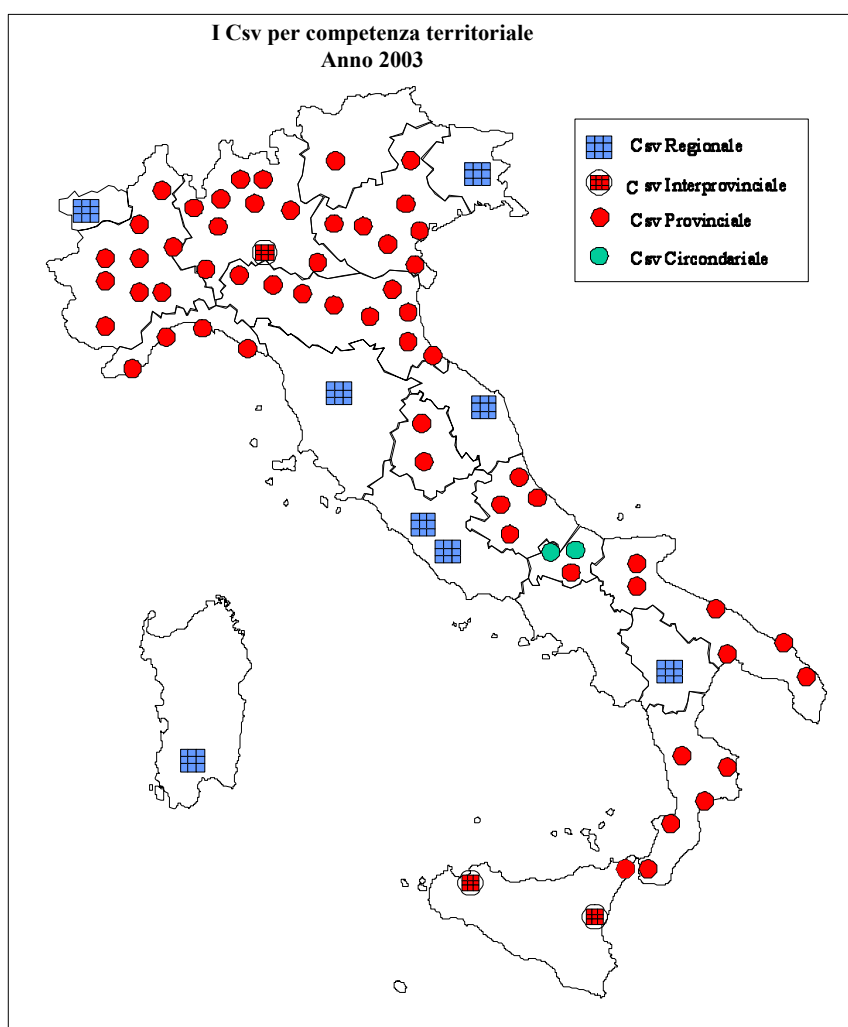 I Csv per competenza territoriale
Anno 2003
Csv Regionale
Csv Interprovinciale
Csv Provinciale
Csv Circondariale